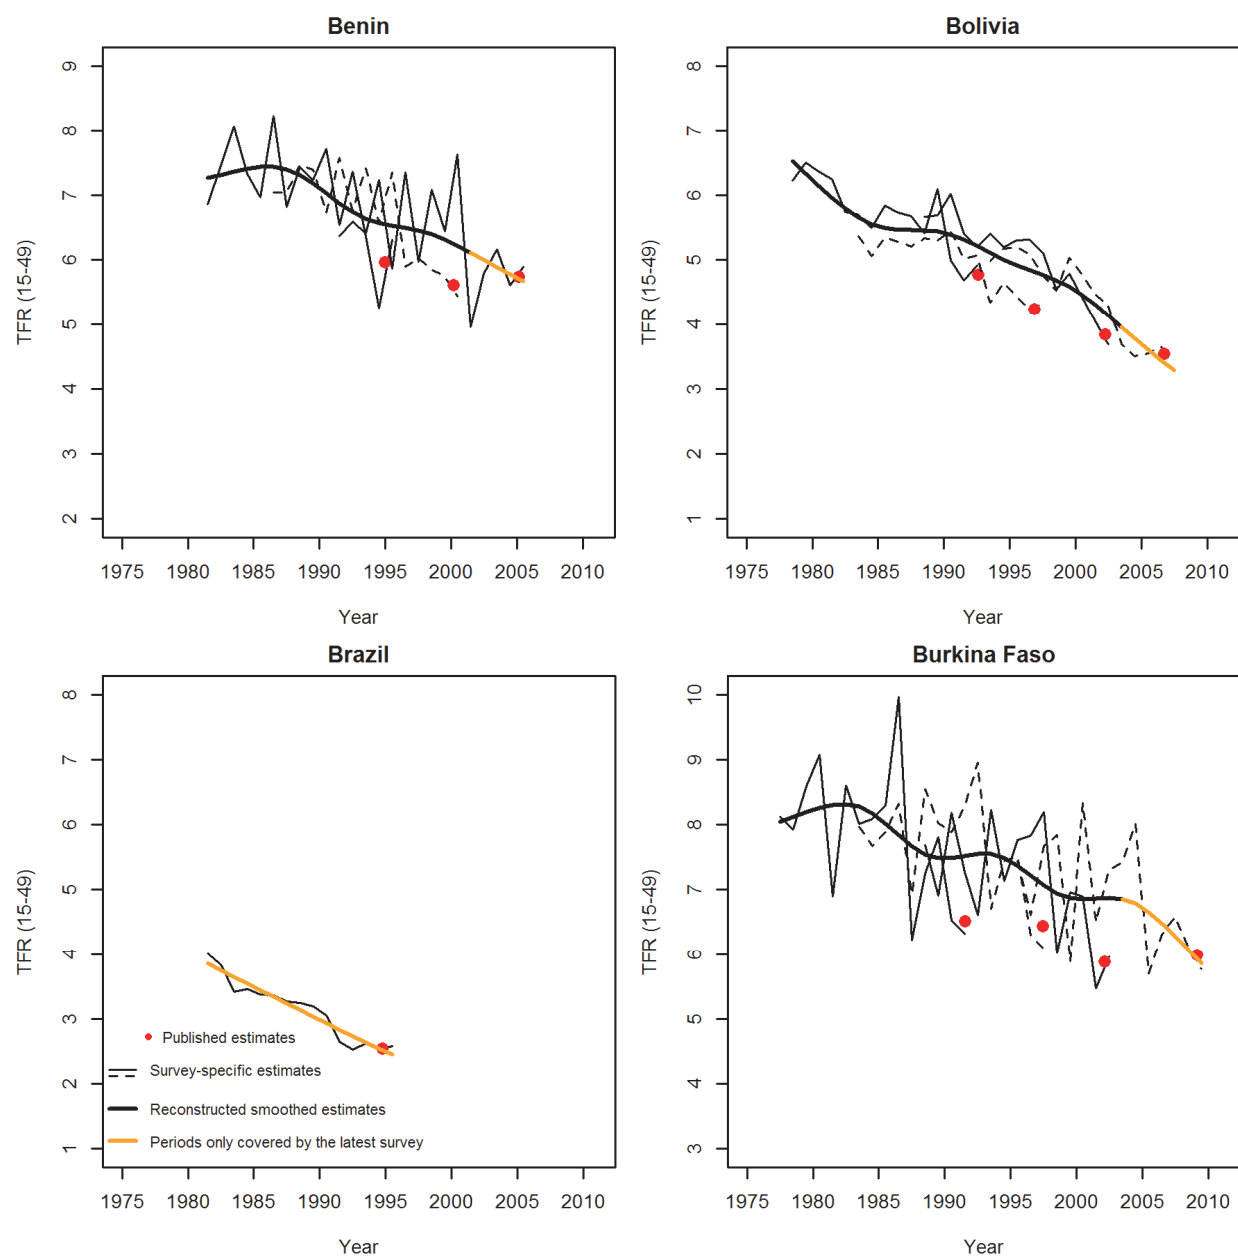 Benin
9
8
7
6
5
4
3
2
TFR (15-49)
1975 1980 1985 1990 1995 2000 2005 2010
Year
Bolivia
8
7
6
5
4
3
2
1
TFR (15-49)
1975 1980 1985 1990 1995 2000 2005 2010
Year
Brazil
8
7
6
5
4
3
2
1
TFR (15-49)
Published estimates
Survey-specific estimates
Reconstructed smoothed estimates
Periods only covered by the latest survey
1975 1980 1985 1990 1995 2000 2005 2010
Year
Burkina Faso
10
9
8
7
6
5
4
3
TFR (15-49)
1975 1980 1985 1990 1995 2000 2005 2010
Year